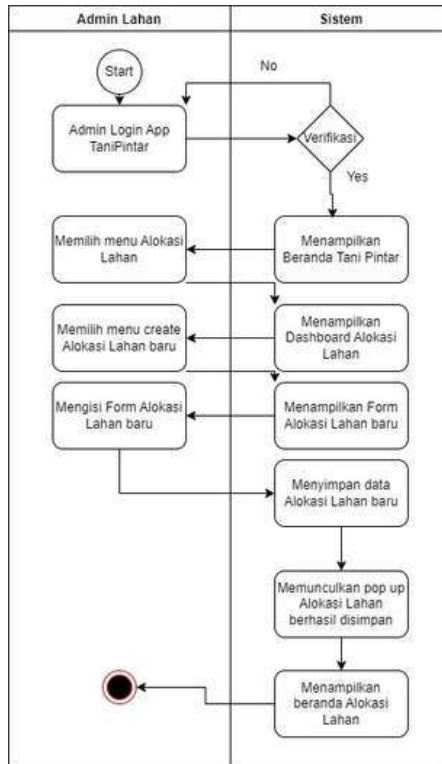 Admin Lahan
Sistem
Start
No
Admin Login App
TaniPintar
Verifikasi
Yes
Memilih menu Alokasi
Lahan
Menampilkan
Beranda Tani Pintar
Memilih menu create
Alokasi Lahan baru
Menampilkan
Dashboard Alokasi
Lahan
Mengisi Form Alokasi
Lahan baru
Menampilkan Form
Alokasi Lahan baru
Menyimpan data
Alokasi Lahan baru
Memunculkan pop up
Alokasi Lahan
berhasil disimpan
Menampilkan
beranda Alokasi
Lahan